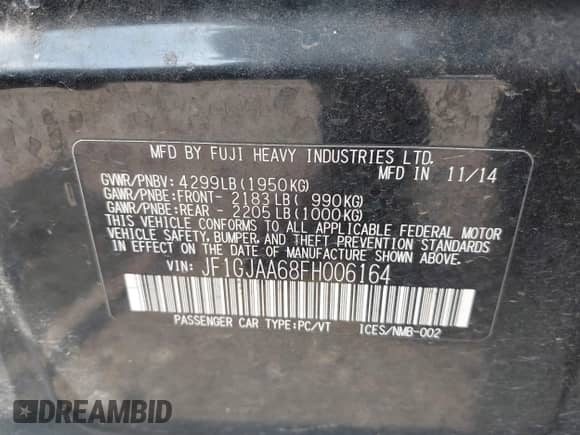 MFD BY FUJI HEAVY INDUSTRIES LTD.
MFD IN 11/14
GVWR/PNBV: 4299LB(1950KG)
GAWR/PNBE:FRONT- 2183LB( 990KG)
GAWR/PNBE:REAR - 2205LB(1000KG)
THIS VEHICLE CONFORMS TO ALL APPLICABLE FEDERAL MOTOR
VEHICLE SAFETY, BUMPER, AND THEFT PREVENTION STANDARDS
IN EFFECT ON THE DATE OF MANUFACTURE SHOWN ABOVE.
VIN: JF1GJAA68FH006164
PASSENGER CAR TYPE:PC/VT ICES/NMB-002
DREAMBID